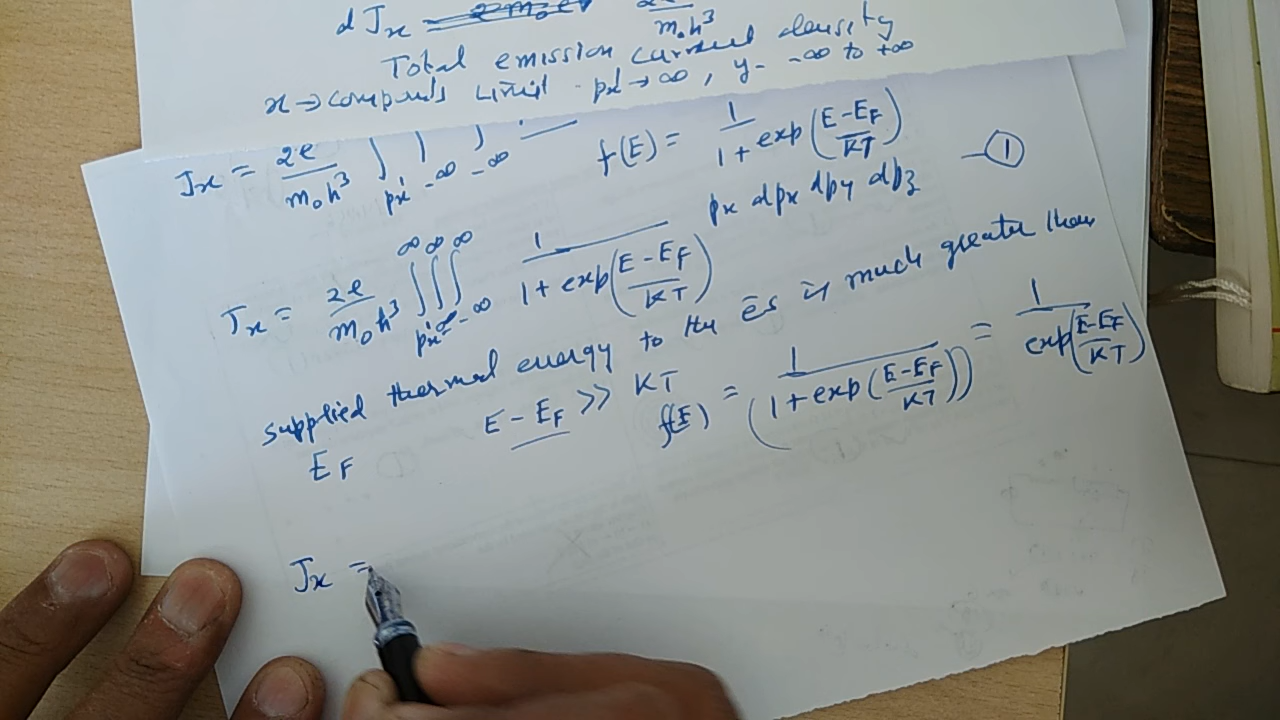 dJx =
m₀h³
Total emission current density
x → compounds limit px' → ∞, y - -∞ to +∞
Jx = 2e/m₀h³ ∫px' ∫-∞ ∫-∞ f(E) = 1/(1 + exp((E-EF)/KT))
Jx = 2e/m₀h³ ∫∫∫ px' -∞ -∞ ∞ ∞ ∞ 1/(1 + exp((E - EF)/KT)) px dpx dpy dpz —①
supplied thermal energy to the es is much greater than
EF E - EF >> KT f(E) = 1/(1 + exp((E-EF)/KT)) = 1/exp((E-EF)/KT)
Jx =